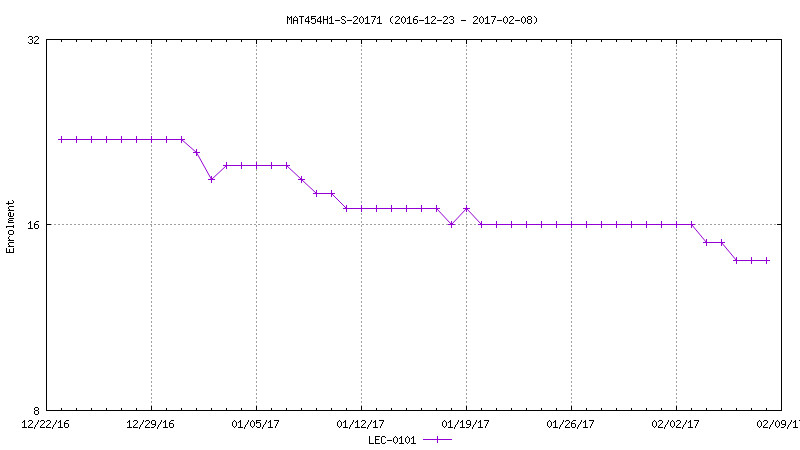 MAT454H1-S-20171 (2016-12-23 - 2017-02-08)
32
Enrolment
16
8
12/22/16 12/29/16 01/05/17 01/12/17 01/19/17 01/26/17 02/02/17 02/09/1
LEC-0101